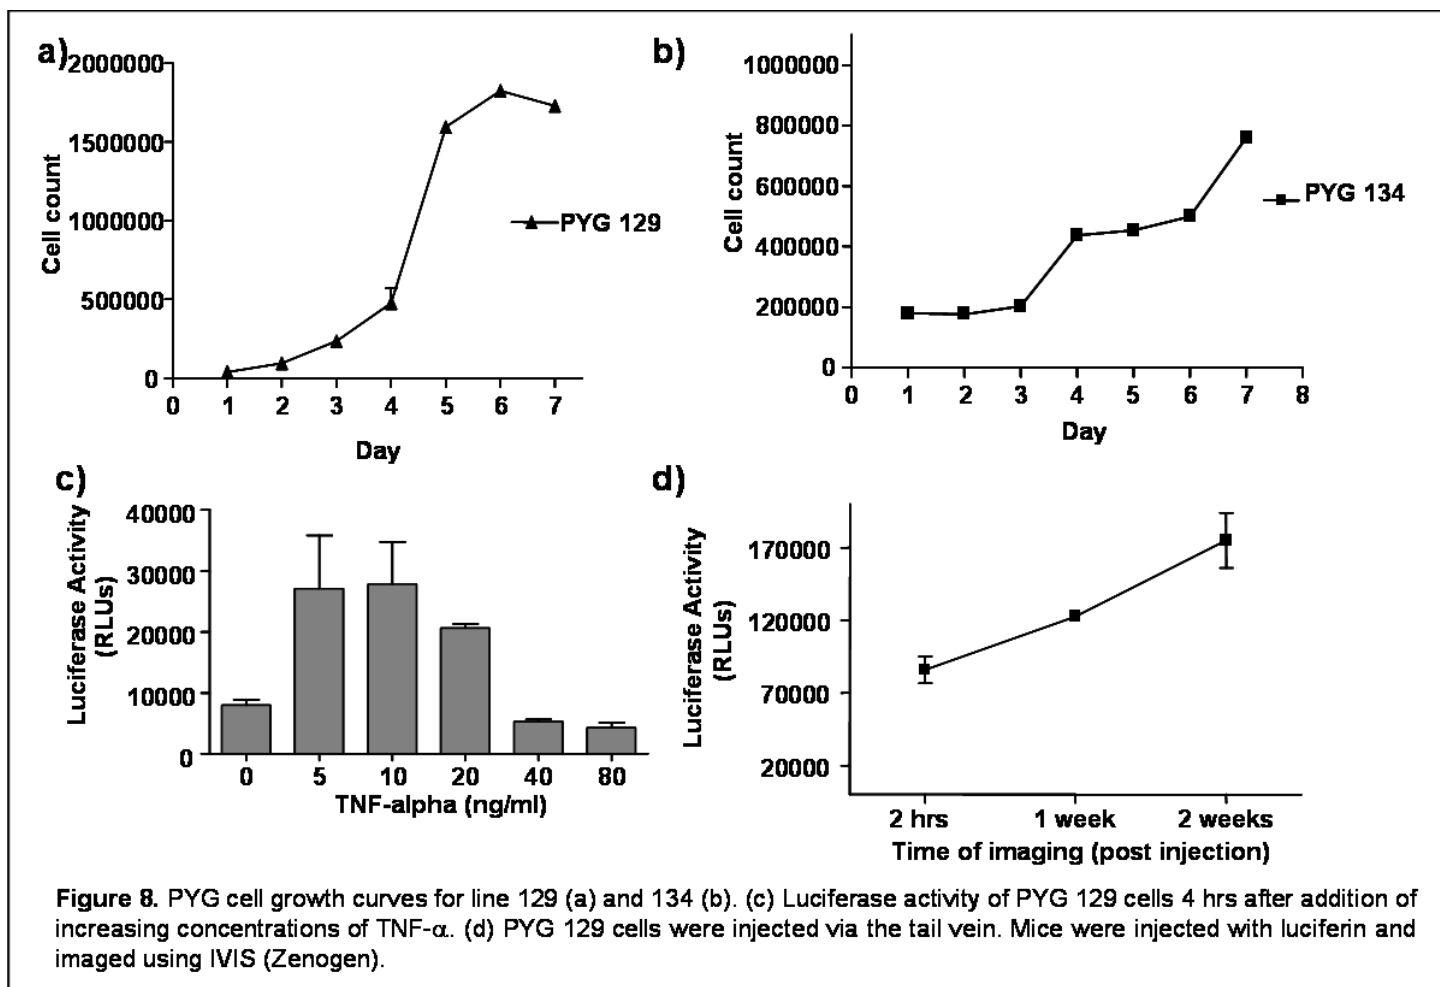 a)
2000000
1500000
1000000
500000
0
Cell count
0 1 2 3 4 5 6 7
Day
PYG 129
b)
1000000
800000
600000
400000
200000
0
Cell count
0 1 2 3 4 5 6 7 8
Day
PYG 134
c)
Luciferase Activity
(RLUs)
40000
30000
20000
10000
0
0 5 10 20 40 80
TNF-alpha (ng/ml)
d)
Luciferase Activity
(RLUs)
170000
120000
70000
20000
2 hrs 1 week 2 weeks
Time of imaging (post injection)
Figure 8. PYG cell growth curves for line 129 (a) and 134 (b). (c) Luciferase activity of PYG 129 cells 4 hrs after addition of
increasing concentrations of TNF-α. (d) PYG 129 cells were injected via the tail vein. Mice were injected with luciferin and
imaged using IVIS (Zenogen).